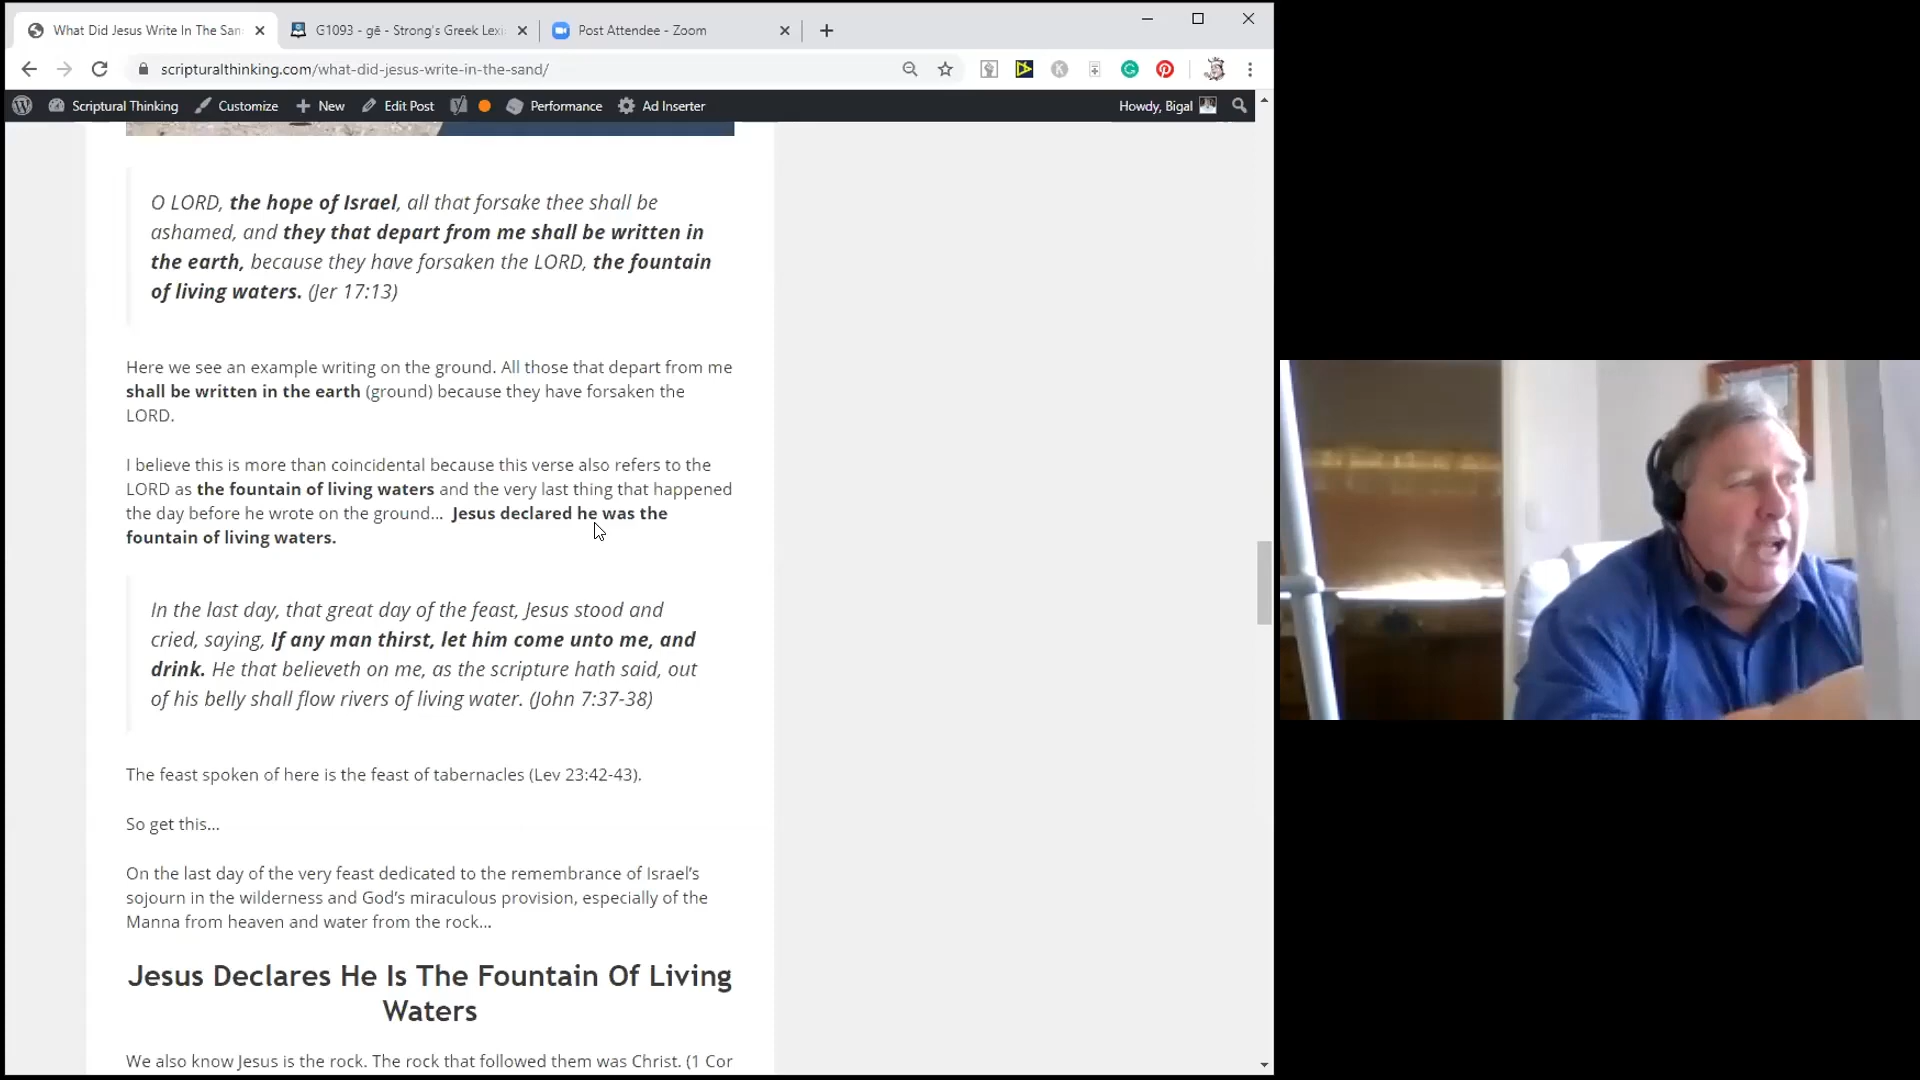 What Did Jesus Write In The San
G1093 - gē - Strong's Greek Lexi
Post Attendee - Zoom
scripturalthinking.com/what-did-jesus-write-in-the-sand/
Scriptural Thinking Customize New Edit Post Performance Ad Inserter Howdy, Bigal
O LORD, the hope of Israel, all that forsake thee shall be
ashamed, and they that depart from me shall be written in
the earth, because they have forsaken the LORD, the fountain
of living waters. (Jer 17:13)
Here we see an example writing on the ground. All those that depart from me
shall be written in the earth (ground) because they have forsaken the
LORD.
I believe this is more than coincidental because this verse also refers to the
LORD as the fountain of living waters and the very last thing that happened
the day before he wrote on the ground... Jesus declared he was the
fountain of living waters.
In the last day, that great day of the feast, Jesus stood and
cried, saying, If any man thirst, let him come unto me, and
drink. He that believeth on me, as the scripture hath said, out
of his belly shall flow rivers of living water. (John 7:37-38)
The feast spoken of here is the feast of tabernacles (Lev 23:42-43).
So get this...
On the last day of the very feast dedicated to the remembrance of Israel's
sojourn in the wilderness and God's miraculous provision, especially of the
Manna from heaven and water from the rock...
Jesus Declares He Is The Fountain Of Living
Waters
We also know Jesus is the rock. The rock that followed them was Christ. (1 Cor